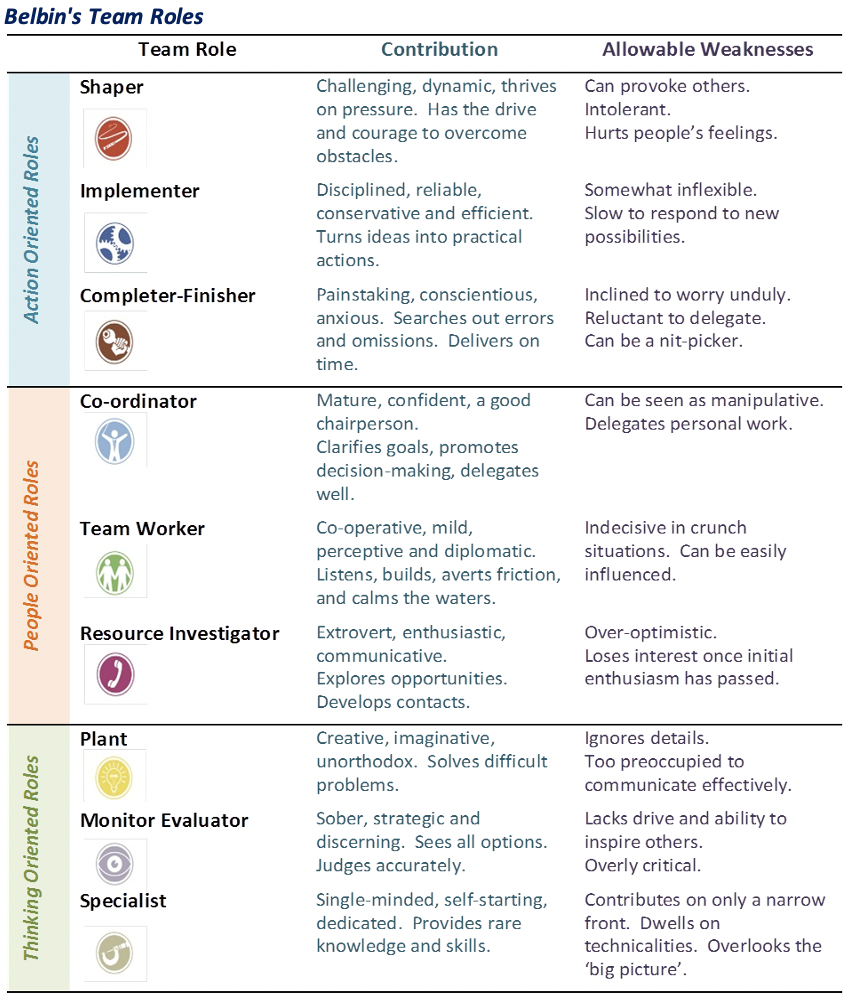 Belbin's Team Roles
Team Role Contribution Allowable Weaknesses
Action Oriented Roles
Shaper
Challenging, dynamic, thrives
on pressure. Has the drive
and courage to overcome
obstacles.
Can provoke others.
Intolerant.
Hurts people's feelings.
Implementer
Disciplined, reliable,
conservative and efficient.
Turns ideas into practical
actions.
Somewhat inflexible.
Slow to respond to new
possibilities.
Completer-Finisher
Painstaking, conscientious,
anxious. Searches out errors
and omissions. Delivers on
time.
Inclined to worry unduly.
Reluctant to delegate.
Can be a nit-picker.
People Oriented Roles
Co-ordinator
Mature, confident, a good
chairperson.
Clarifies goals, promotes
decision-making, delegates
well.
Can be seen as manipulative.
Delegates personal work.
Team Worker
Co-operative, mild,
perceptive and diplomatic.
Listens, builds, averts friction,
and calms the waters.
Indecisive in crunch
situations. Can be easily
influenced.
Resource Investigator
Extrovert, enthusiastic,
communicative.
Explores opportunities.
Develops contacts.
Over-optimistic.
Loses interest once initial
enthusiasm has passed.
Thinking Oriented Roles
Plant
Creative, imaginative,
unorthodox. Solves difficult
problems.
Ignores details.
Too preoccupied to
communicate effectively.
Monitor Evaluator
Sober, strategic and
discerning. Sees all options.
Judges accurately.
Lacks drive and ability to
inspire others.
Overly critical.
Specialist
Single-minded, self-starting,
dedicated. Provides rare
knowledge and skills.
Contributes on only a narrow
front. Dwells on
technicalities. Overlooks the
‘big picture’.